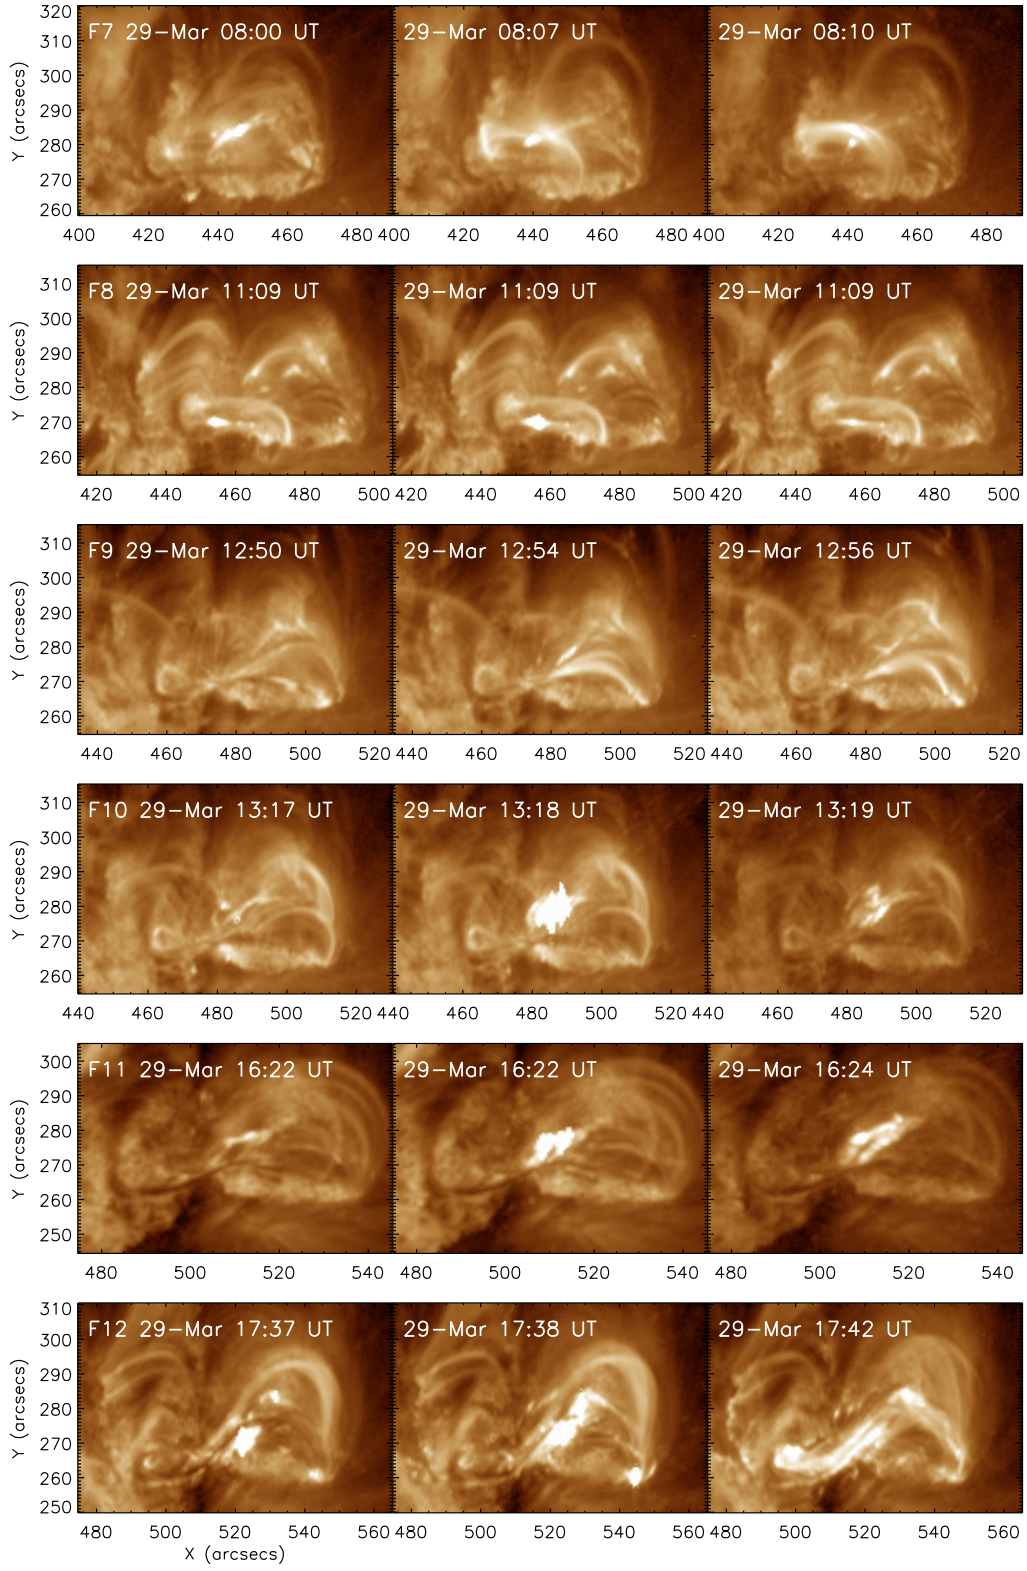 320
310
300
290
280
270
260
Y (arcsecs)
F7 29-Mar 08:00 UT
29-Mar 08:07 UT
29-Mar 08:10 UT
400 420 440 460 480 400 420 440 460 480 400 420 440 460 480
310
300
290
280
270
260
Y (arcsecs)
F8 29-Mar 11:09 UT
29-Mar 11:09 UT
29-Mar 11:09 UT
420 440 460 480 500 420 440 460 480 500 420 440 460 480 500
310
300
290
280
270
260
Y (arcsecs)
F9 29-Mar 12:50 UT
29-Mar 12:54 UT
29-Mar 12:56 UT
440 460 480 500 520 440 460 480 500 520 440 460 480 500 520
310
300
290
280
270
260
Y (arcsecs)
F10 29-Mar 13:17 UT
29-Mar 13:18 UT
29-Mar 13:19 UT
440 460 480 500 520 440 460 480 500 520 440 460 480 500 520
300
290
280
270
260
250
Y (arcsecs)
F11 29-Mar 16:22 UT
29-Mar 16:22 UT
29-Mar 16:24 UT
480 500 520 540 480 500 520 540 480 500 520 540
310
300
290
280
270
260
250
Y (arcsecs)
F12 29-Mar 17:37 UT
29-Mar 17:38 UT
29-Mar 17:42 UT
480 500 520 540 560 480 500 520 540 560 480 500 520 540 560
X (arcsecs)